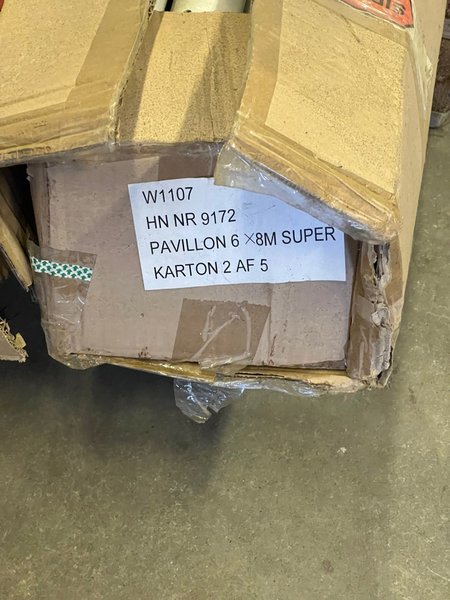 W1107
HN NR 9172
PAVILLON 6 ×8M SUPER
KARTON 2 AF 5